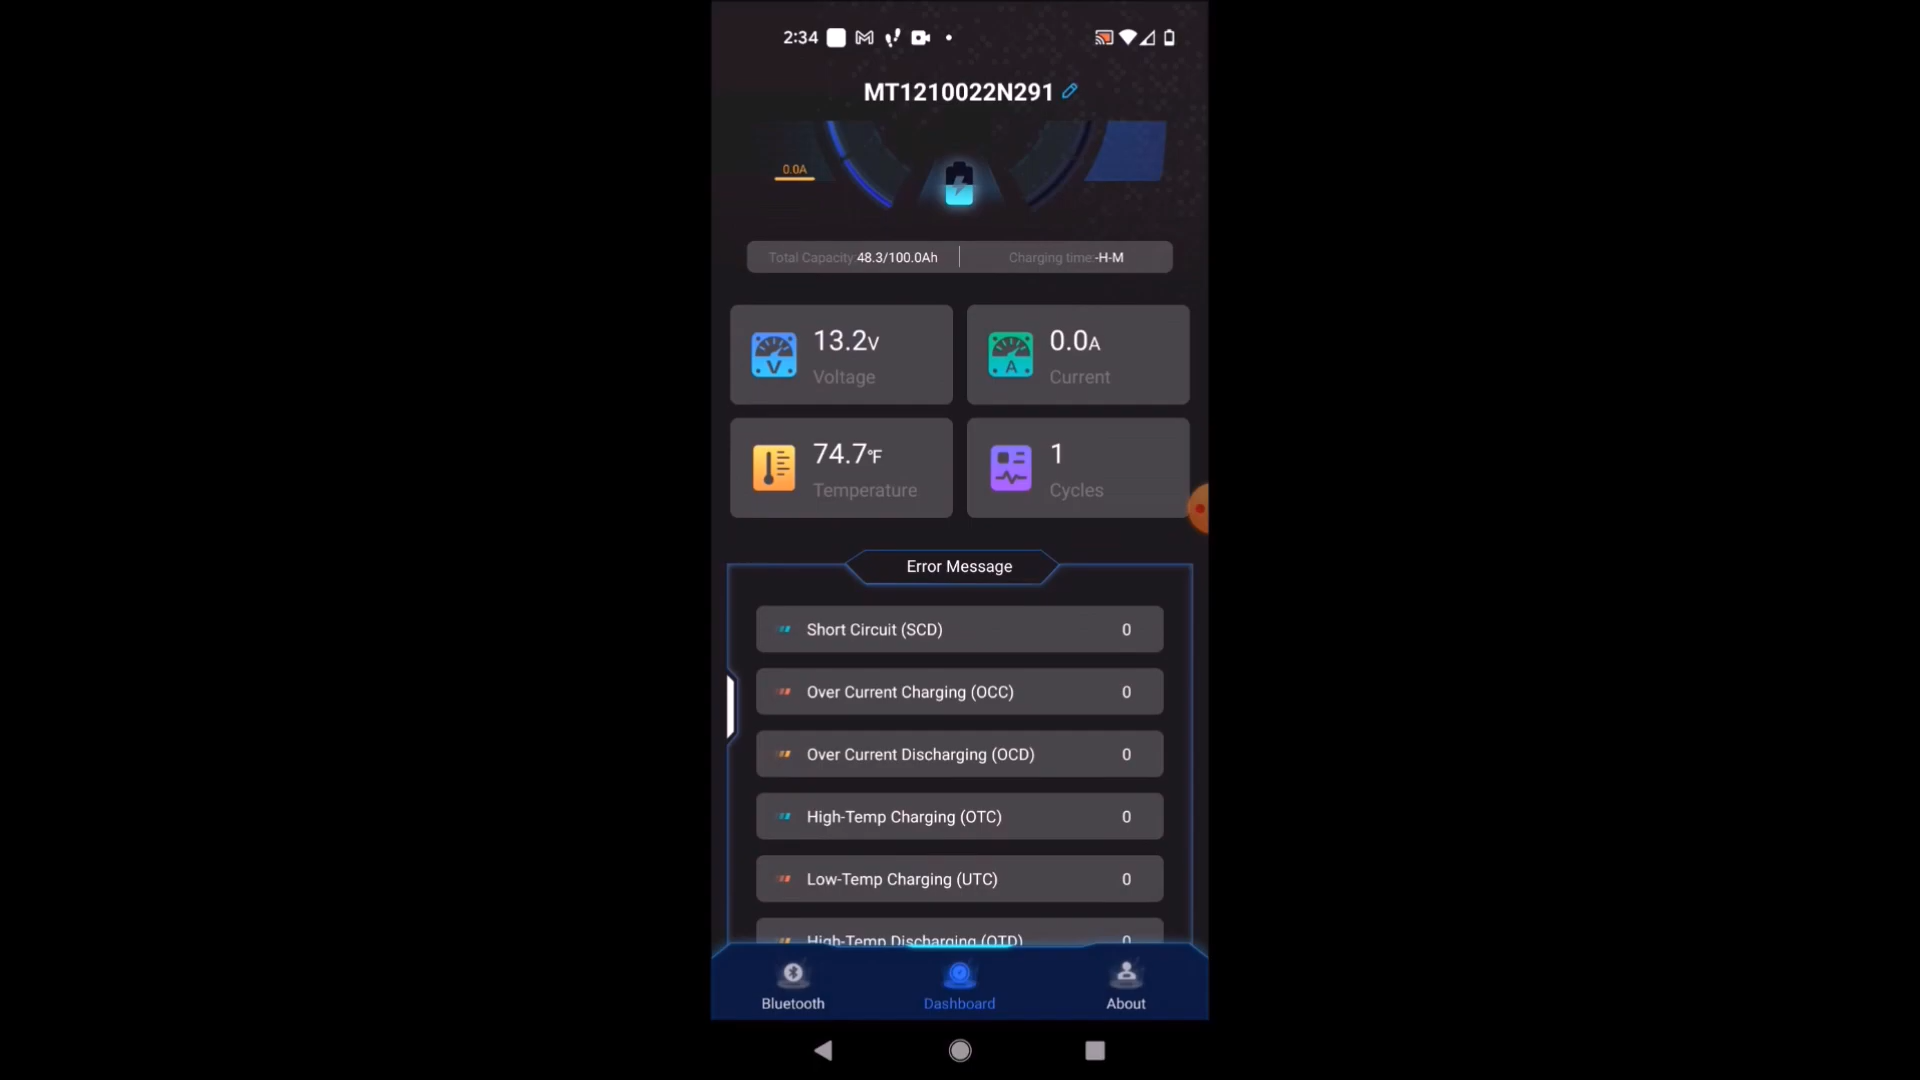 2:34
MT1210022N291
0.0A
Total Capacity 48.3/100.0Ah
Charging time -H-M
13.2V
Voltage
0.0A
Current
74.7°F
Temperature
1
Cycles
Error Message
Short Circuit (SCD) 0
Over Current Charging (OCC) 0
Over Current Discharging (OCD) 0
High-Temp Charging (OTC) 0
Low-Temp Charging (UTC) 0
High-Temp Discharging (OTD) 0
Bluetooth
Dashboard
About